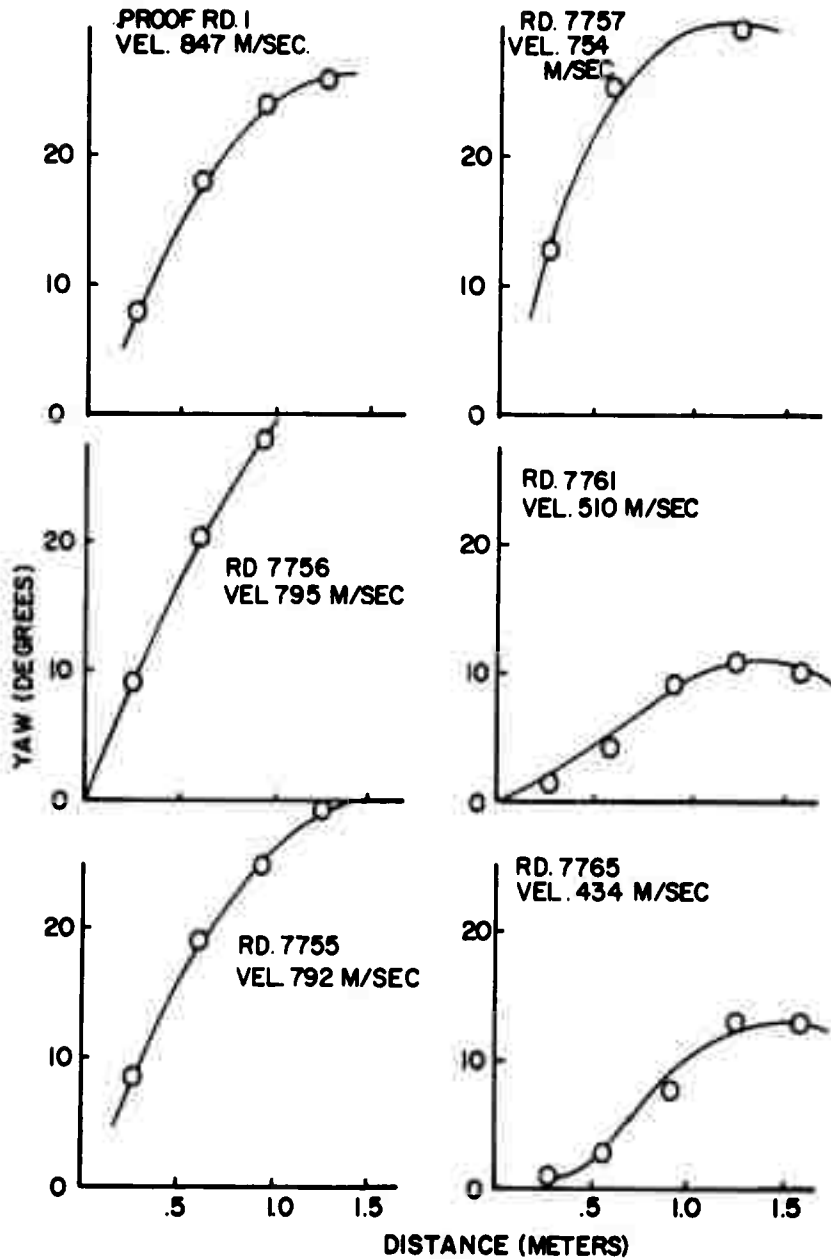 PROOF RD. 1
VEL. 847 M/SEC.
20
10
0
RD. 7757
VEL. 754
M/SEC
20
10
0
20
10
0
RD 7756
VEL 795 M/SEC
RD. 7761
VEL. 510 M/SEC
20
10
0
YAW (DEGREES)
20
10
0
RD. 7755
VEL. 792 M/SEC
.5
1.0
1.5
RD. 7765
VEL. 434 M/SEC
20
10
0
.5
1.0
1.5
DISTANCE (METERS)